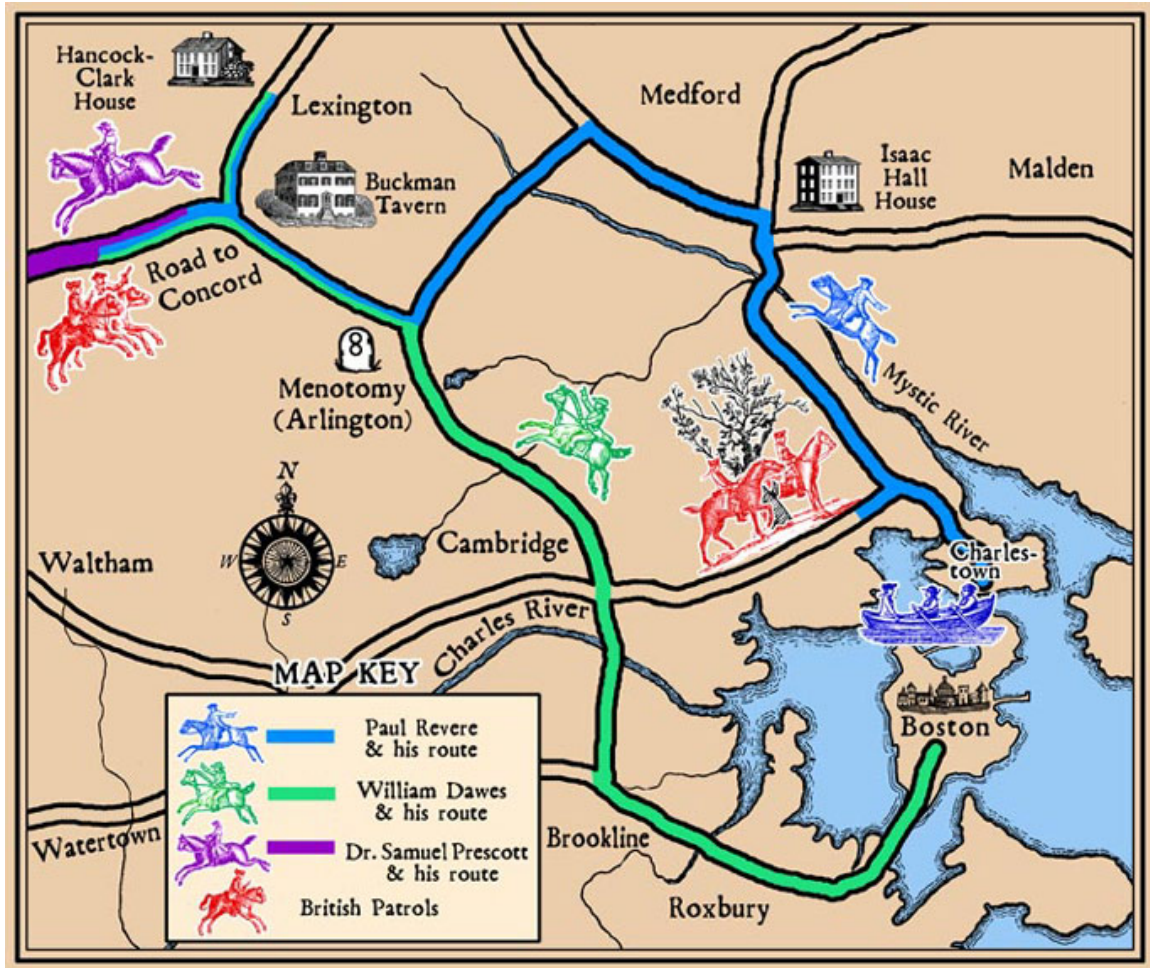 Hancock-
Clark
House
Lexington
Medford
Buckman
Tavern
Isaac
Hall
House
Malden
Road to
Concord
8
Menotomy
(Arlington)
Mystic River
N
W
E
S
Waltham
Cambridge
Charles-
town
Charles River
Boston
MAP KEY
Paul Revere
& his route
William Dawes
& his route
Dr. Samuel Prescott
& his route
British Patrols
Watertown
Brookline
Roxbury